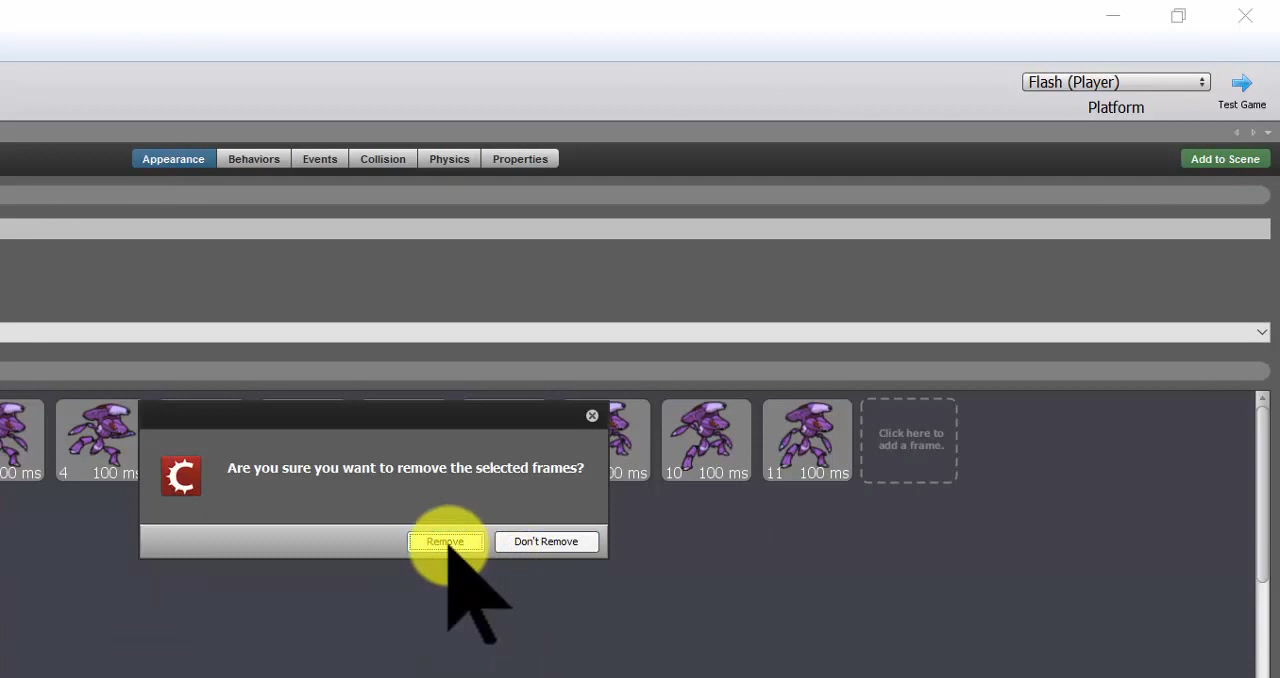 Flash (Player)
Platform
Test Game
Appearance
Behaviors
Events
Collision
Physics
Properties
Add to Scene
Click here to
add a frame.
00 ms
4 100 ms
00 ms
10 100 ms
11 100 ms
Are you sure you want to remove the selected frames?
Remove
Don't Remove